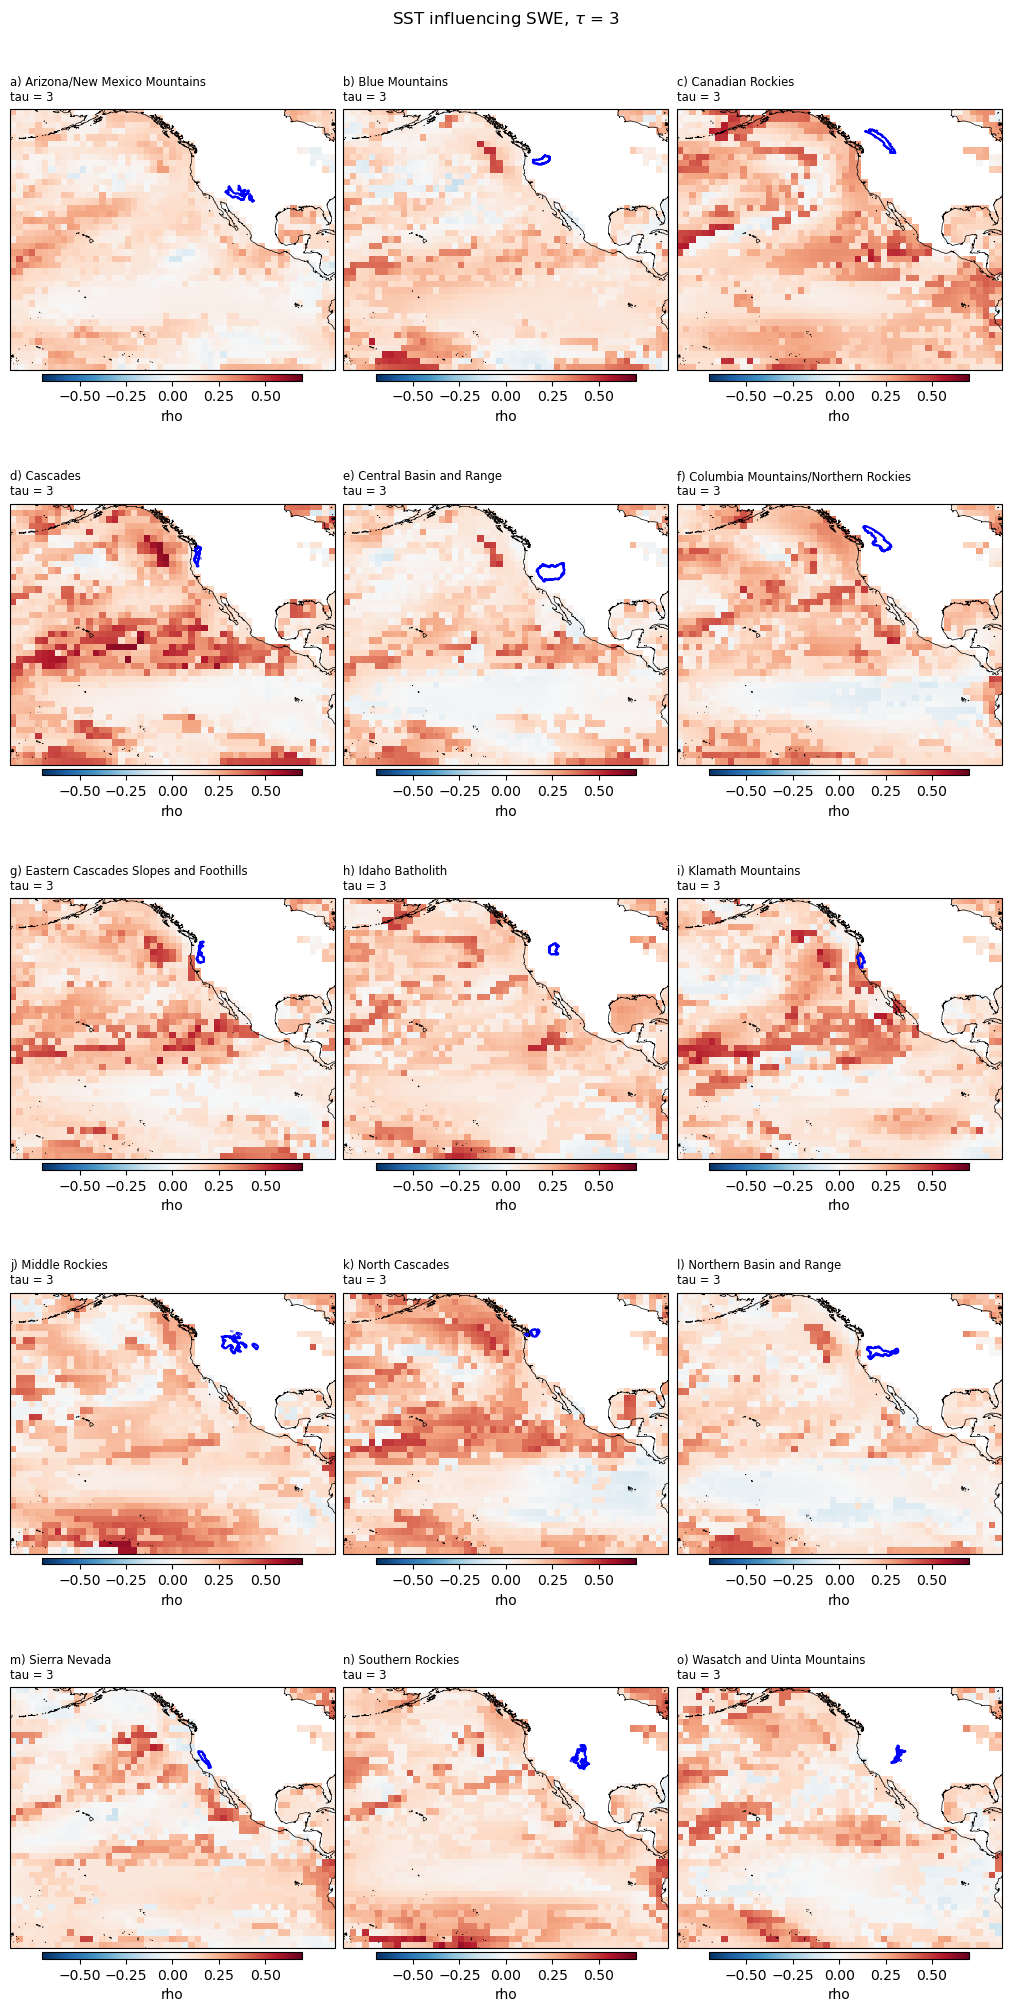 SST influencing SWE, τ = 3
a) Arizona/New Mexico Mountains
tau = 3
b) Blue Mountains
tau = 3
c) Canadian Rockies
tau = 3
−0.50 −0.25 0.00 0.25 0.50
rho
−0.50 −0.25 0.00 0.25 0.50
rho
−0.50 −0.25 0.00 0.25 0.50
rho
d) Cascades
tau = 3
e) Central Basin and Range
tau = 3
f) Columbia Mountains/Northern Rockies
tau = 3
−0.50 −0.25 0.00 0.25 0.50
rho
−0.50 −0.25 0.00 0.25 0.50
rho
−0.50 −0.25 0.00 0.25 0.50
rho
g) Eastern Cascades Slopes and Foothills
tau = 3
h) Idaho Batholith
tau = 3
i) Klamath Mountains
tau = 3
−0.50 −0.25 0.00 0.25 0.50
rho
−0.50 −0.25 0.00 0.25 0.50
rho
−0.50 −0.25 0.00 0.25 0.50
rho
j) Middle Rockies
tau = 3
k) North Cascades
tau = 3
l) Northern Basin and Range
tau = 3
−0.50 −0.25 0.00 0.25 0.50
rho
−0.50 −0.25 0.00 0.25 0.50
rho
−0.50 −0.25 0.00 0.25 0.50
rho
m) Sierra Nevada
tau = 3
n) Southern Rockies
tau = 3
o) Wasatch and Uinta Mountains
tau = 3
−0.50 −0.25 0.00 0.25 0.50
rho
−0.50 −0.25 0.00 0.25 0.50
rho
−0.50 −0.25 0.00 0.25 0.50
rho